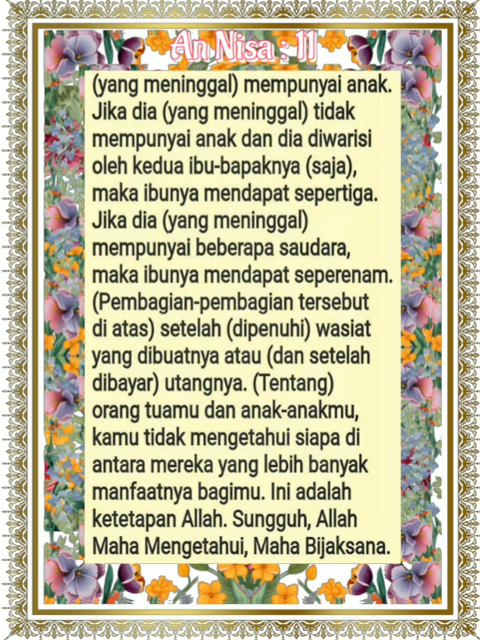 An Nisa : 11
(yang meninggal) mempunyai anak.
Jika dia (yang meninggal) tidak
mempunyai anak dan dia diwarisi
oleh kedua ibu-bapaknya (saja),
maka ibunya mendapat sepertiga.
Jika dia (yang meninggal)
mempunyai beberapa saudara,
maka ibunya mendapat seperenam.
(Pembagian-pembagian tersebut
di atas) setelah (dipenuhi) wasiat
yang dibuatnya atau (dan setelah
dibayar) utangnya. (Tentang)
orang tuamu dan anak-anakmu,
kamu tidak mengetahui siapa di
antara mereka yang lebih banyak
manfaatnya bagimu. Ini adalah
ketetapan Allah. Sungguh, Allah
Maha Mengetahui, Maha Bijaksana.